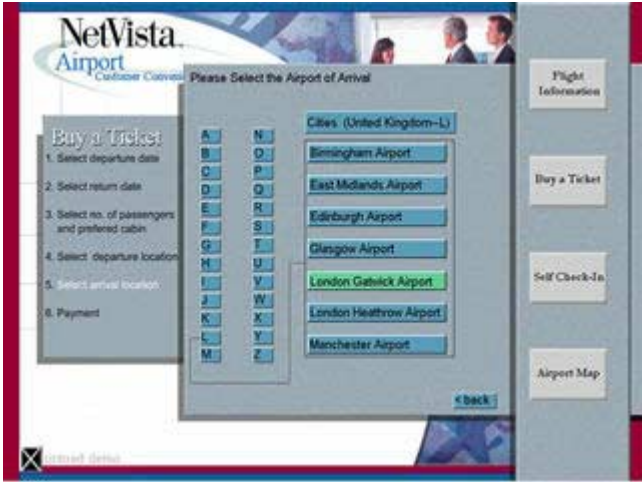 NetVista
Airport
Customer Conveni
Please Select the Airport of Arrival
Buy a Ticket
1. Select departure date
2. Select return date
3. Select no. of passengers
and prefered cabin
4. Select departure location
5. Select arrival location
6. Payment
A
B
C
D
E
F
G
H
I
J
K
L
M
N
O
P
Q
R
S
T
U
V
W
X
Y
Z
Cities (United Kingdom--L)
Birmingham Airport
East Midlands Airport
Edinburgh Airport
Glasgow Airport
London Gatwick Airport
London Heathrow Airport
Manchester Airport
< back
Flight
Information
Buy a Ticket
Self Check-In
Airport Map
demo